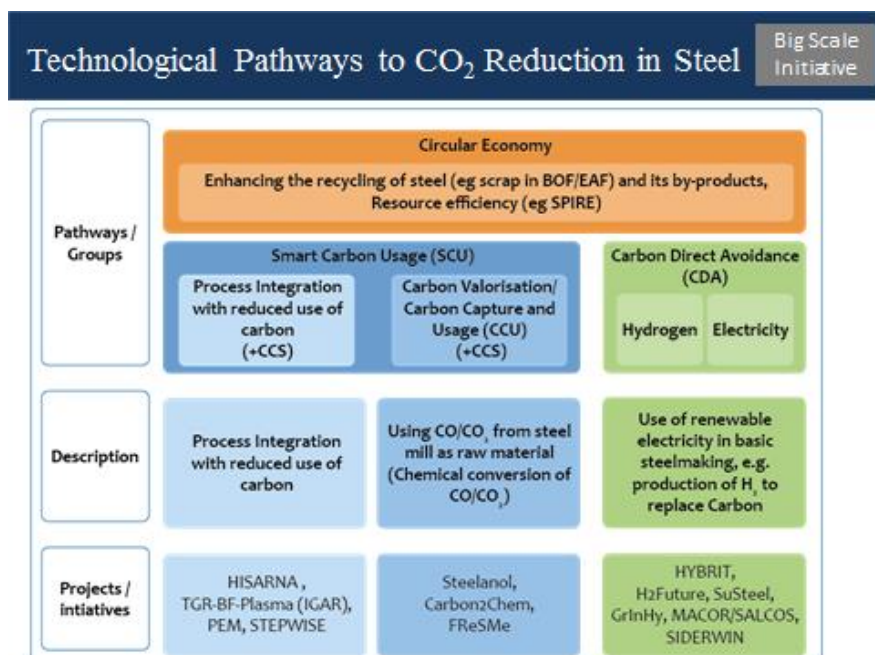 Technological Pathways to CO₂ Reduction in Steel
Big Scale
Initiative
Pathways /
Groups
Circular Economy
Enhancing the recycling of steel (eg scrap in BOF/EAF) and its by-products,
Resource efficiency (eg SPIRE)
Smart Carbon Usage (SCU)
Process Integration
with reduced use of
carbon
(+CCS)
Carbon Valorisation/
Carbon Capture and
Usage (CCU)
(+CCS)
Carbon Direct Avoidance
(CDA)
Hydrogen
Electricity
Description
Process Integration
with reduced use of
carbon
Using CO/CO₂ from steel
mill as raw material
(Chemical conversion of
CO/CO₂)
Use of renewable
electricity in basic
steelmaking, e.g.
production of H₂ to
replace Carbon
Projects /
intiatives
HISARNA ,
TGR-BF-Plasma (IGAR),
PEM, STEPWISE
Steelanol,
Carbon2Chem,
FReSMe
HYBRIT,
H2Future, SuSteel,
GrInHy, MACOR/SALCOS,
SIDERWIN